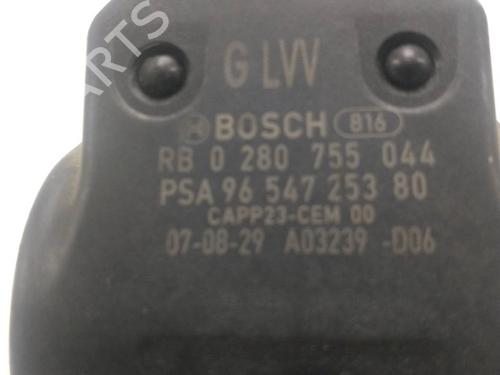 PARTS
G LVV
BOSCH 816
RB 0 280 755 044
PSA 96 547 253 80
CAPP23-CEM 00
07-08-29 A03239 -D06